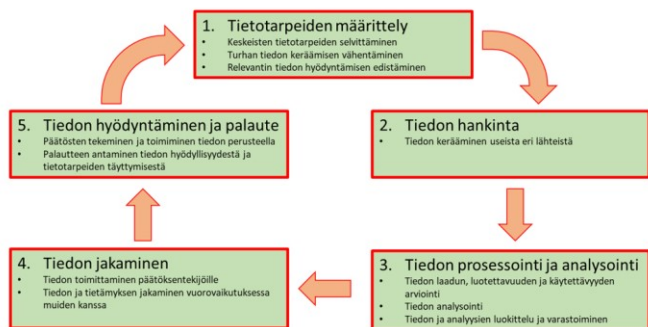 1. Tietotarpeiden määrittely
• Keskeisten tietotarpeiden selvittäminen
• Turhan tiedon keräämisen vähentäminen
• Relevantin tiedon hyödyntämisen edistäminen
2. Tiedon hankinta
• Tiedon kerääminen useista eri lähteistä
3. Tiedon prosessointi ja analysointi
• Tiedon laadun, luotettavuuden ja käytettävyyden
arviointi
• Tiedon analysointi
• Tiedon ja analyysien luokittelu ja varastoiminen
4. Tiedon jakaminen
• Tiedon toimittaminen päätöksentekijöille
• Tiedon ja tietämyksen jakaminen vuorovaikutuksessa
muiden kanssa
5. Tiedon hyödyntäminen ja palaute
• Päätösten tekeminen ja toimiminen tiedon perusteella
• Palautteen antaminen tiedon hyödyllisyydestä ja
tietotarpeiden täyttymisestä